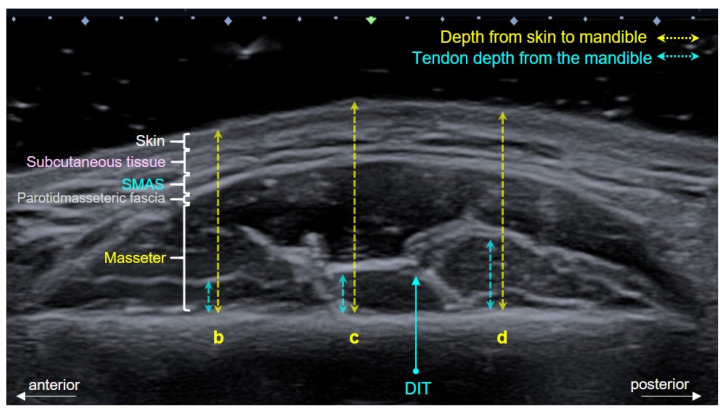 Depth from skin to mandible
Tendon depth from the mandible
Skin
Subcutaneous tissue
SMAS
Parotidmasseteric fascia
Masseter
b
c
d
DIT
anterior
posterior